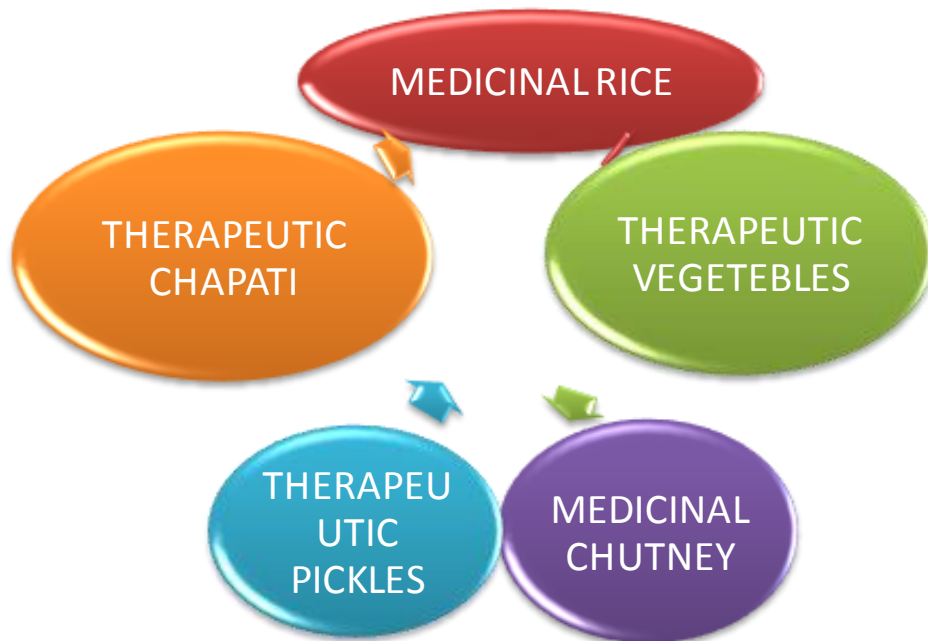 MEDICINAL RICE
THERAPEUTIC
CHAPATI
THERAPEUTIC
VEGETEBLES
THERAPEU
UTIC
PICKLES
MEDICINAL
CHUTNEY